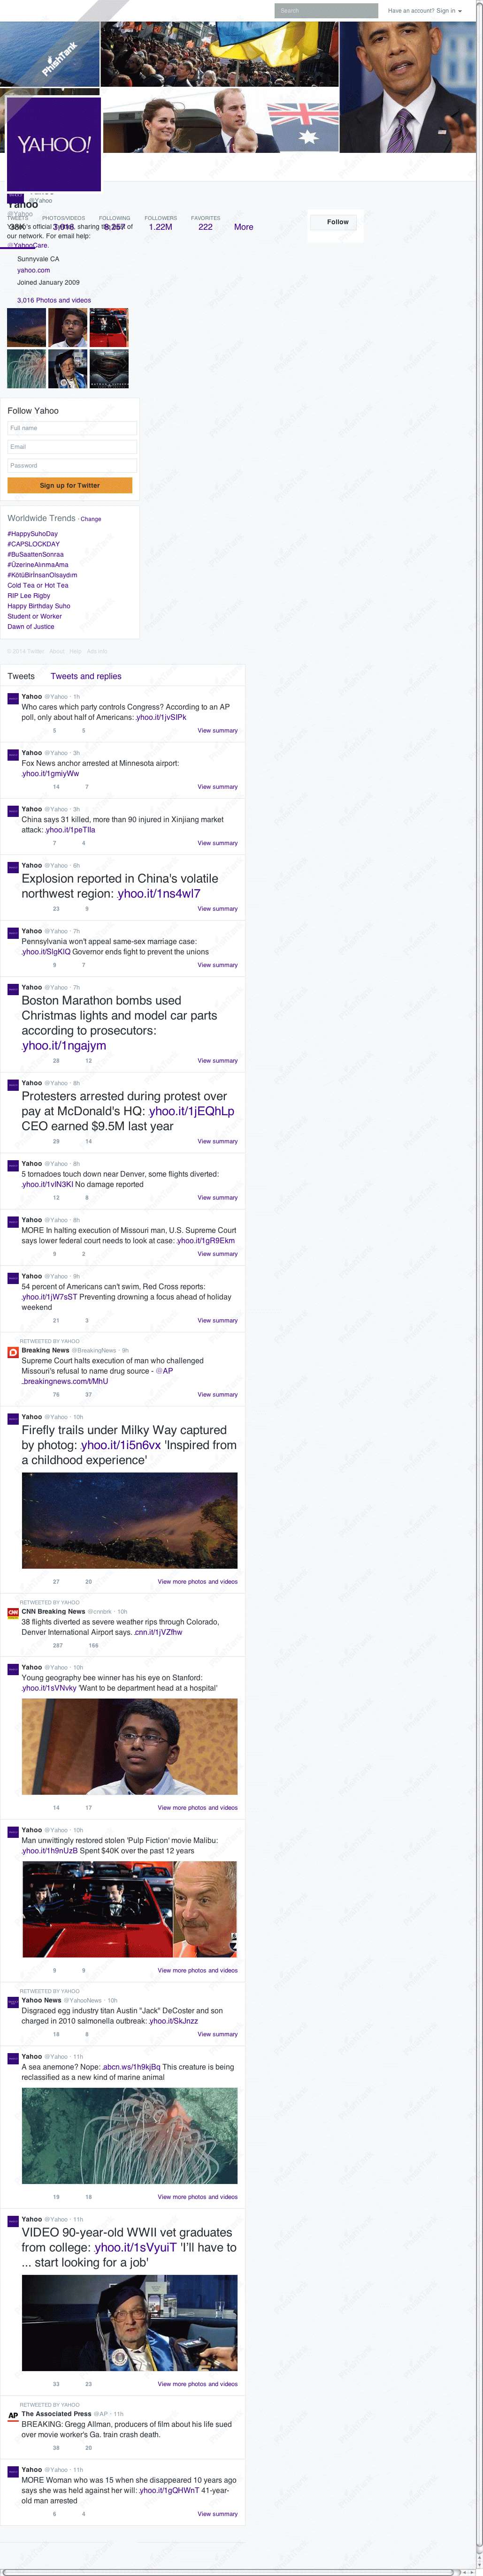 Search
Have an account? Sign in
PhishTank
YAHOO!
@Yahoo
Yahoo
@Yahoo
TWEETS
PHOTOS/VIDEOS
FOLLOWING
FOLLOWERS
FAVORITES
38K
3,016
1.22M
222
More
Follow
our network. For email help:
@YahooCare.
Sunnyvale CA
yahoo.com
Joined January 2009
3,016 Photos and videos
Follow Yahoo
Full name
Email
Password
Sign up for Twitter
Worldwide Trends · Change
#HappySuhoDay
#CAPSLOCKDAY
#BuSaattenSonraa
#ÜzerineAlınmaAma
#KötüBirİnsanOlsaydım
Cold Tea or Hot Tea
RIP Lee Rigby
Happy Birthday Suho
Student or Worker
Dawn of Justice
© 2014 Twitter About Help Ads info
Tweets Tweets and replies
Yahoo @Yahoo · 1h
Who cares which party controls Congress? According to an AP
poll, only about half of Americans: yhoo.it/1jvSIPk
5 5 View summary
Yahoo @Yahoo · 3h
Fox News anchor arrested at Minnesota airport:
yhoo.it/1gmiyWw
14 7 View summary
Yahoo @Yahoo · 3h
China says 31 killed, more than 90 injured in Xinjiang market
attack: yhoo.it/1peTIIa
7 4 View summary
Yahoo @Yahoo · 6h
Explosion reported in China's volatile
northwest region: yhoo.it/1ns4wl7
23 9 View summary
Yahoo @Yahoo · 7h
Pennsylvania won't appeal same-sex marriage case:
yhoo.it/SlgKlQ Governor ends fight to prevent the unions
9 7 View summary
Yahoo @Yahoo · 7h
Boston Marathon bombs used
Christmas lights and model car parts
according to prosecutors:
yhoo.it/1ngajym
28 12 View summary
Yahoo @Yahoo · 8h
Protesters arrested during protest over
pay at McDonald's HQ: yhoo.it/1jEQhLp
CEO earned $9.5M last year
29 14 View summary
Yahoo @Yahoo · 8h
5 tornadoes touch down near Denver, some flights diverted:
yhoo.it/1vIN3KI No damage reported
12 8 View summary
Yahoo @Yahoo · 8h
MORE In halting execution of Missouri man, U.S. Supreme Court
says lower federal court needs to look at case: yhoo.it/1gR9Ekm
9 2 View summary
Yahoo @Yahoo · 9h
54 percent of Americans can't swim, Red Cross reports:
yhoo.it/1jW7sST Preventing drowning a focus ahead of holiday
weekend
21 3 View summary
RETWEETED BY YAHOO
Breaking News @BreakingNews · 9h
Supreme Court halts execution of man who challenged
Missouri's refusal to name drug source - @AP
breakingnews.com/t/MhU
76 37 View summary
Yahoo @Yahoo · 10h
Firefly trails under Milky Way captured
by photog: yhoo.it/1i5n6vx 'Inspired from
a childhood experience'
27 20 View more photos and videos
RETWEETED BY YAHOO
CNN Breaking News @cnnbrk · 10h
38 flights diverted as severe weather rips through Colorado,
Denver International Airport says. cnn.it/1jVZfhw
287 166
Yahoo @Yahoo · 10h
Young geography bee winner has his eye on Stanford:
yhoo.it/1sVNvky 'Want to be department head at a hospital'
14 17 View more photos and videos
Yahoo @Yahoo · 10h
Man unwittingly restored stolen 'Pulp Fiction' movie Malibu:
yhoo.it/1h9nUzB Spent $40K over the past 12 years
9 9 View more photos and videos
RETWEETED BY YAHOO
Yahoo News @YahooNews · 10h
Disgraced egg industry titan Austin "Jack" DeCoster and son
charged in 2010 salmonella outbreak: yhoo.it/SkJnzz
18 8 View summary
Yahoo @Yahoo · 11h
A sea anemone? Nope: abcn.ws/1h9kjBq This creature is being
reclassified as a new kind of marine animal
19 18 View more photos and videos
Yahoo @Yahoo · 11h
VIDEO 90-year-old WWII vet graduates
from college: yhoo.it/1sVyuiT 'I'll have to
... start looking for a job'
33 23 View more photos and videos
RETWEETED BY YAHOO
AP
The Associated Press @AP · 11h
BREAKING: Gregg Allman, producers of film about his life sued
over movie worker's Ga. train crash death.
38 20
Yahoo @Yahoo · 11h
MORE Woman who was 15 when she disappeared 10 years ago
says she was held against her will: yhoo.it/1gQHWnT 41-year-
old man arrested
6 4 View summary